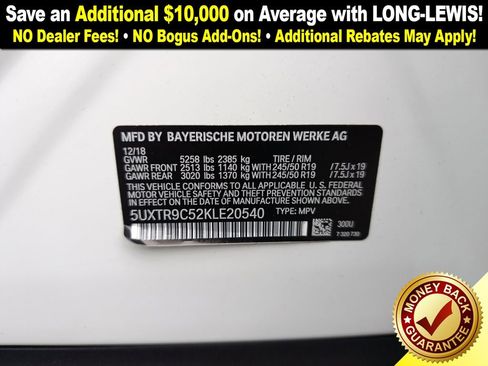 Save an Additional $10,000 on Average with LONG-LEWIS!
NO Dealer Fees! • NO Bogus Add-Ons! • Additional Rebates May Apply!
MFD BY BAYERISCHE MOTOREN WERKE AG
12/18
GVWR 5258 lbs 2385 kg TIRE / RIM
GAWR FRONT 2513 lbs 1140 kg WITH 245/50 R19 /7.5J x 19
GAWR REAR 3020 lbs 1370 kg WITH 245/50 R19 /7.5J x 19
THIS VEHICLE CONFORMS TO ALL APPLICABLE U. S. FEDERAL
MOTOR VEHICLE SAFETY AND THEFT PREVENTION STANDARDS
IN EFFECT ON THE DATE OF MANUFACTURE SHOWN ABOVE.
5UXTR9C52KLE20540 TYPE: MPV
300U
7 320 739
MONEY BACK
GUARANTEE